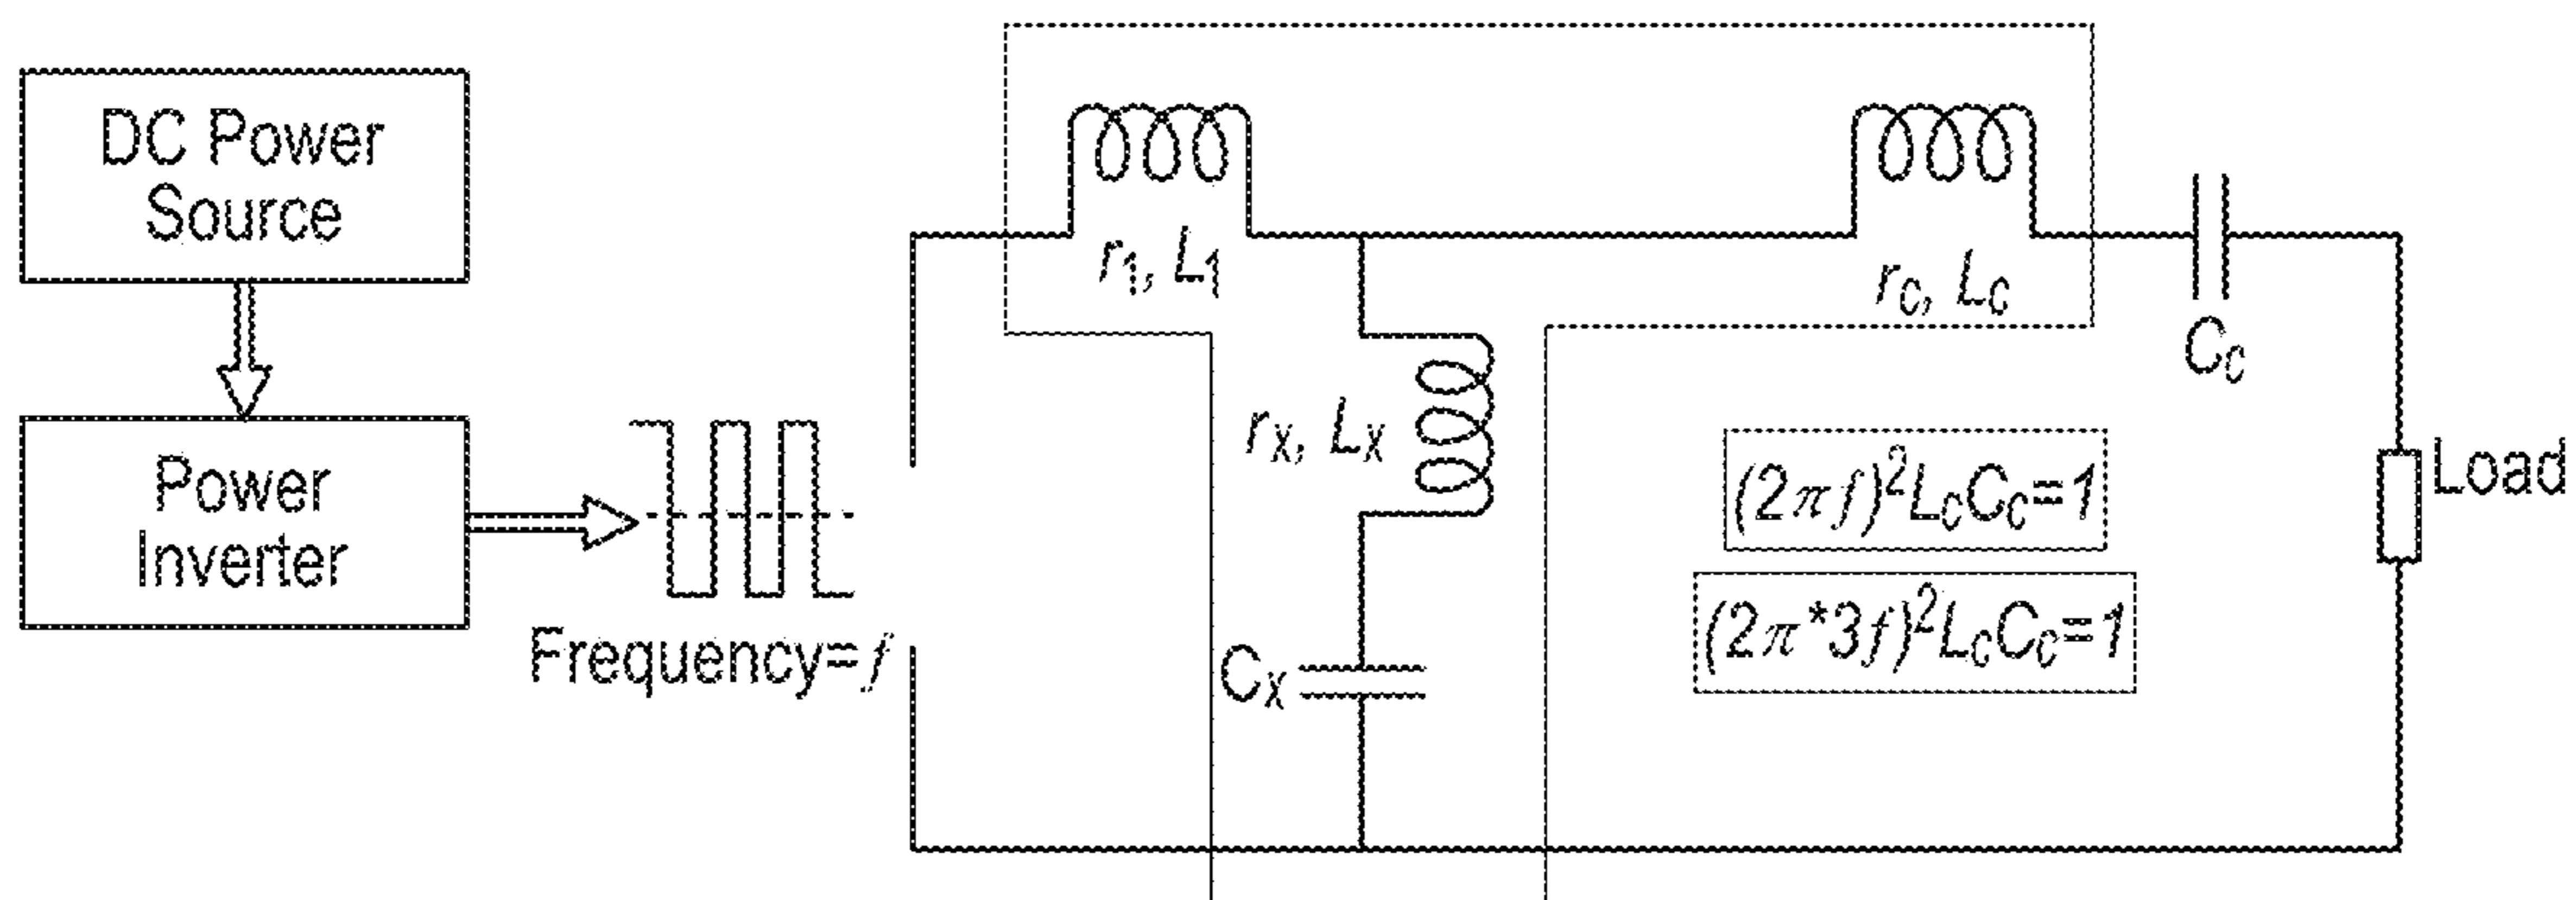 DC Power
Source
Power
Inverter
Frequency=f
r1, L1
rX, LX
CX
rC, LC
CC
(2πf)²LCCC=1
(2π*3f)²LCCC=1
Load